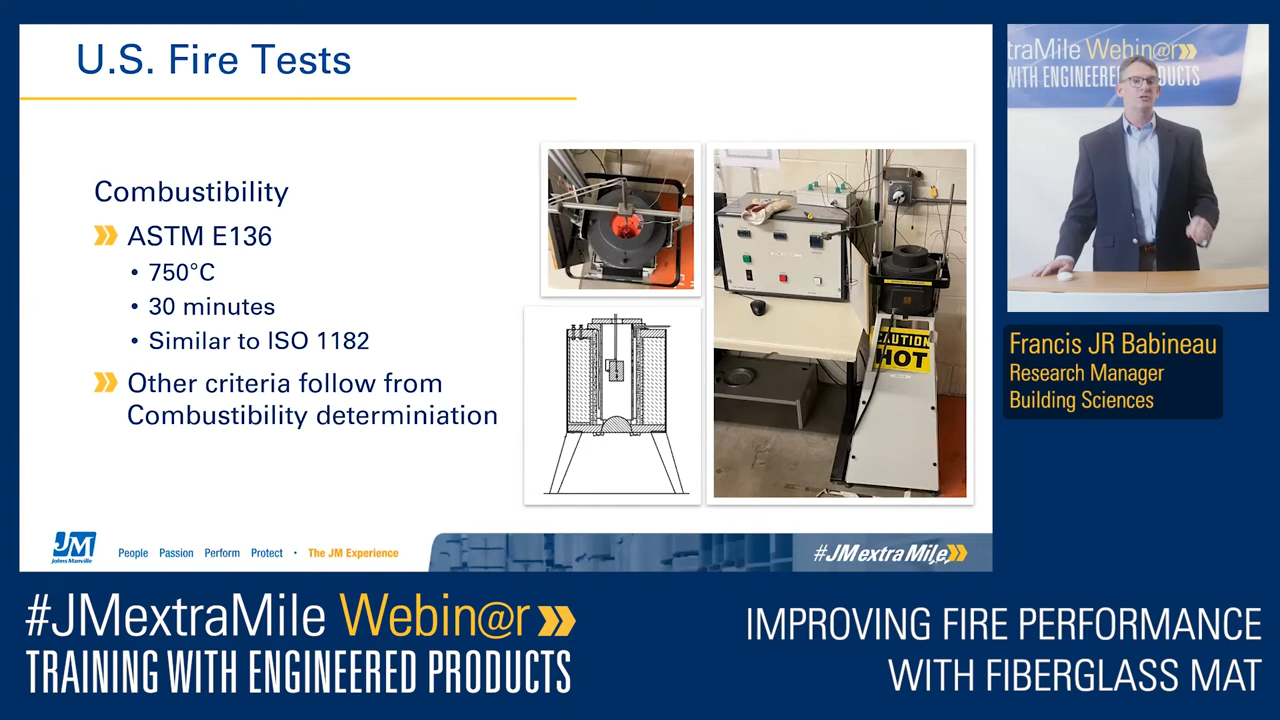 U.S. Fire Tests
Combustibility
ASTM E136
• 750°C
• 30 minutes
• Similar to ISO 1182
Other criteria follow from
Combustibility determiniation
CAUTION
HOT
JM
Johns Manville
People Passion Perform Protect • The JM Experience
#JMextraMile
traMile Webin@r
WITH ENGINEERED PRODUCTS
Francis JR Babineau
Research Manager
Building Sciences
#JMextraMile Webin@r
TRAINING WITH ENGINEERED PRODUCTS
IMPROVING FIRE PERFORMANCE
WITH FIBERGLASS MAT